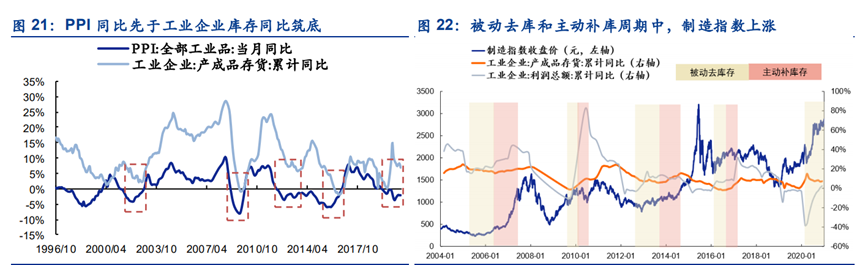 图 21：PPI 同比先于工业企业库存同比筑底
PPI:全部工业品:当月同比
工业企业:产成品存货:累计同比
35%
30%
25%
20%
15%
10%
5%
0%
-5%
-10%
-15%
1996/10 2000/04 2003/10 2007/04 2010/10 2014/04 2017/10
图 22：被动去库和主动补库周期中，制造指数上涨
制造指数收盘价（元，左轴）
工业企业:产成品存货:累计同比（右轴）
工业企业:利润总额:累计同比（右轴）
被动去库存 主动补库存
3500
3000
2500
2000
1500
1000
500
0
100%
80%
60%
40%
20%
0%
-20%
-40%
-60%
2004-01 2006-01 2008-01 2010-01 2012-01 2014-01 2016-01 2018-01 2020-01